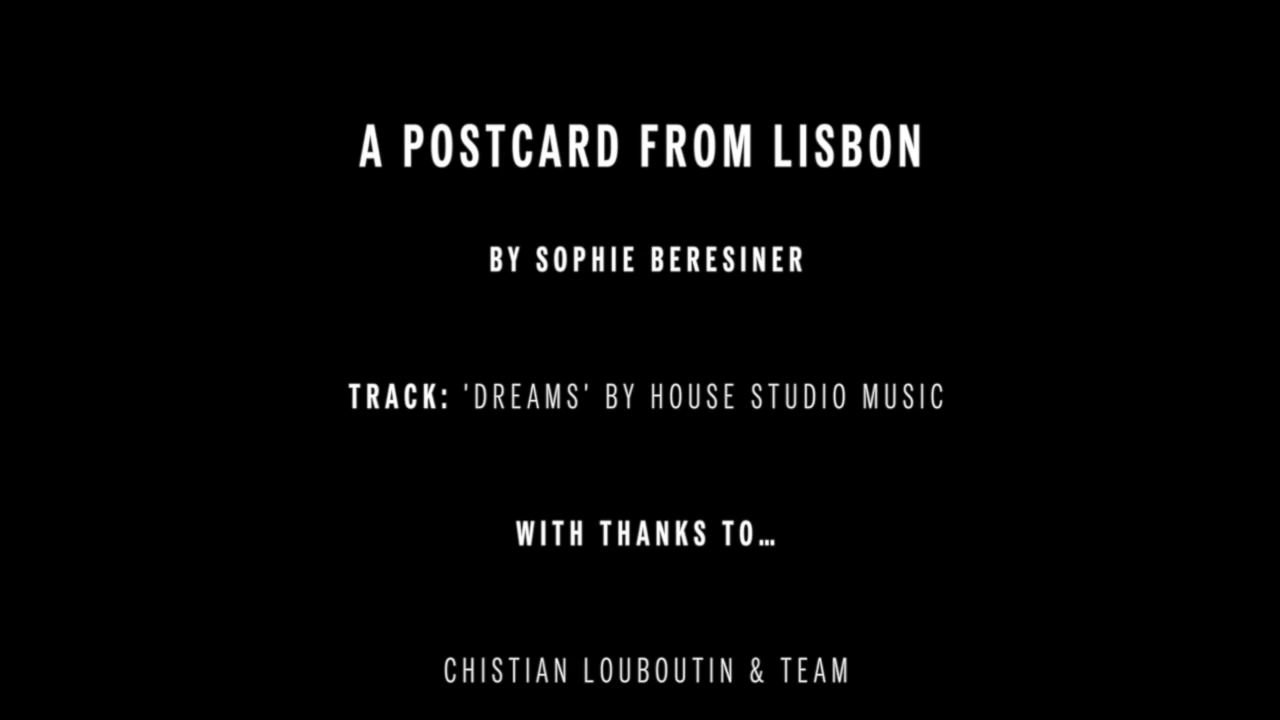 A POSTCARD FROM LISBON
BY SOPHIE BERESINER
TRACK: 'DREAMS' BY HOUSE STUDIO MUSIC
WITH THANKS TO…
CHISTIAN LOUBOUTIN & TEAM